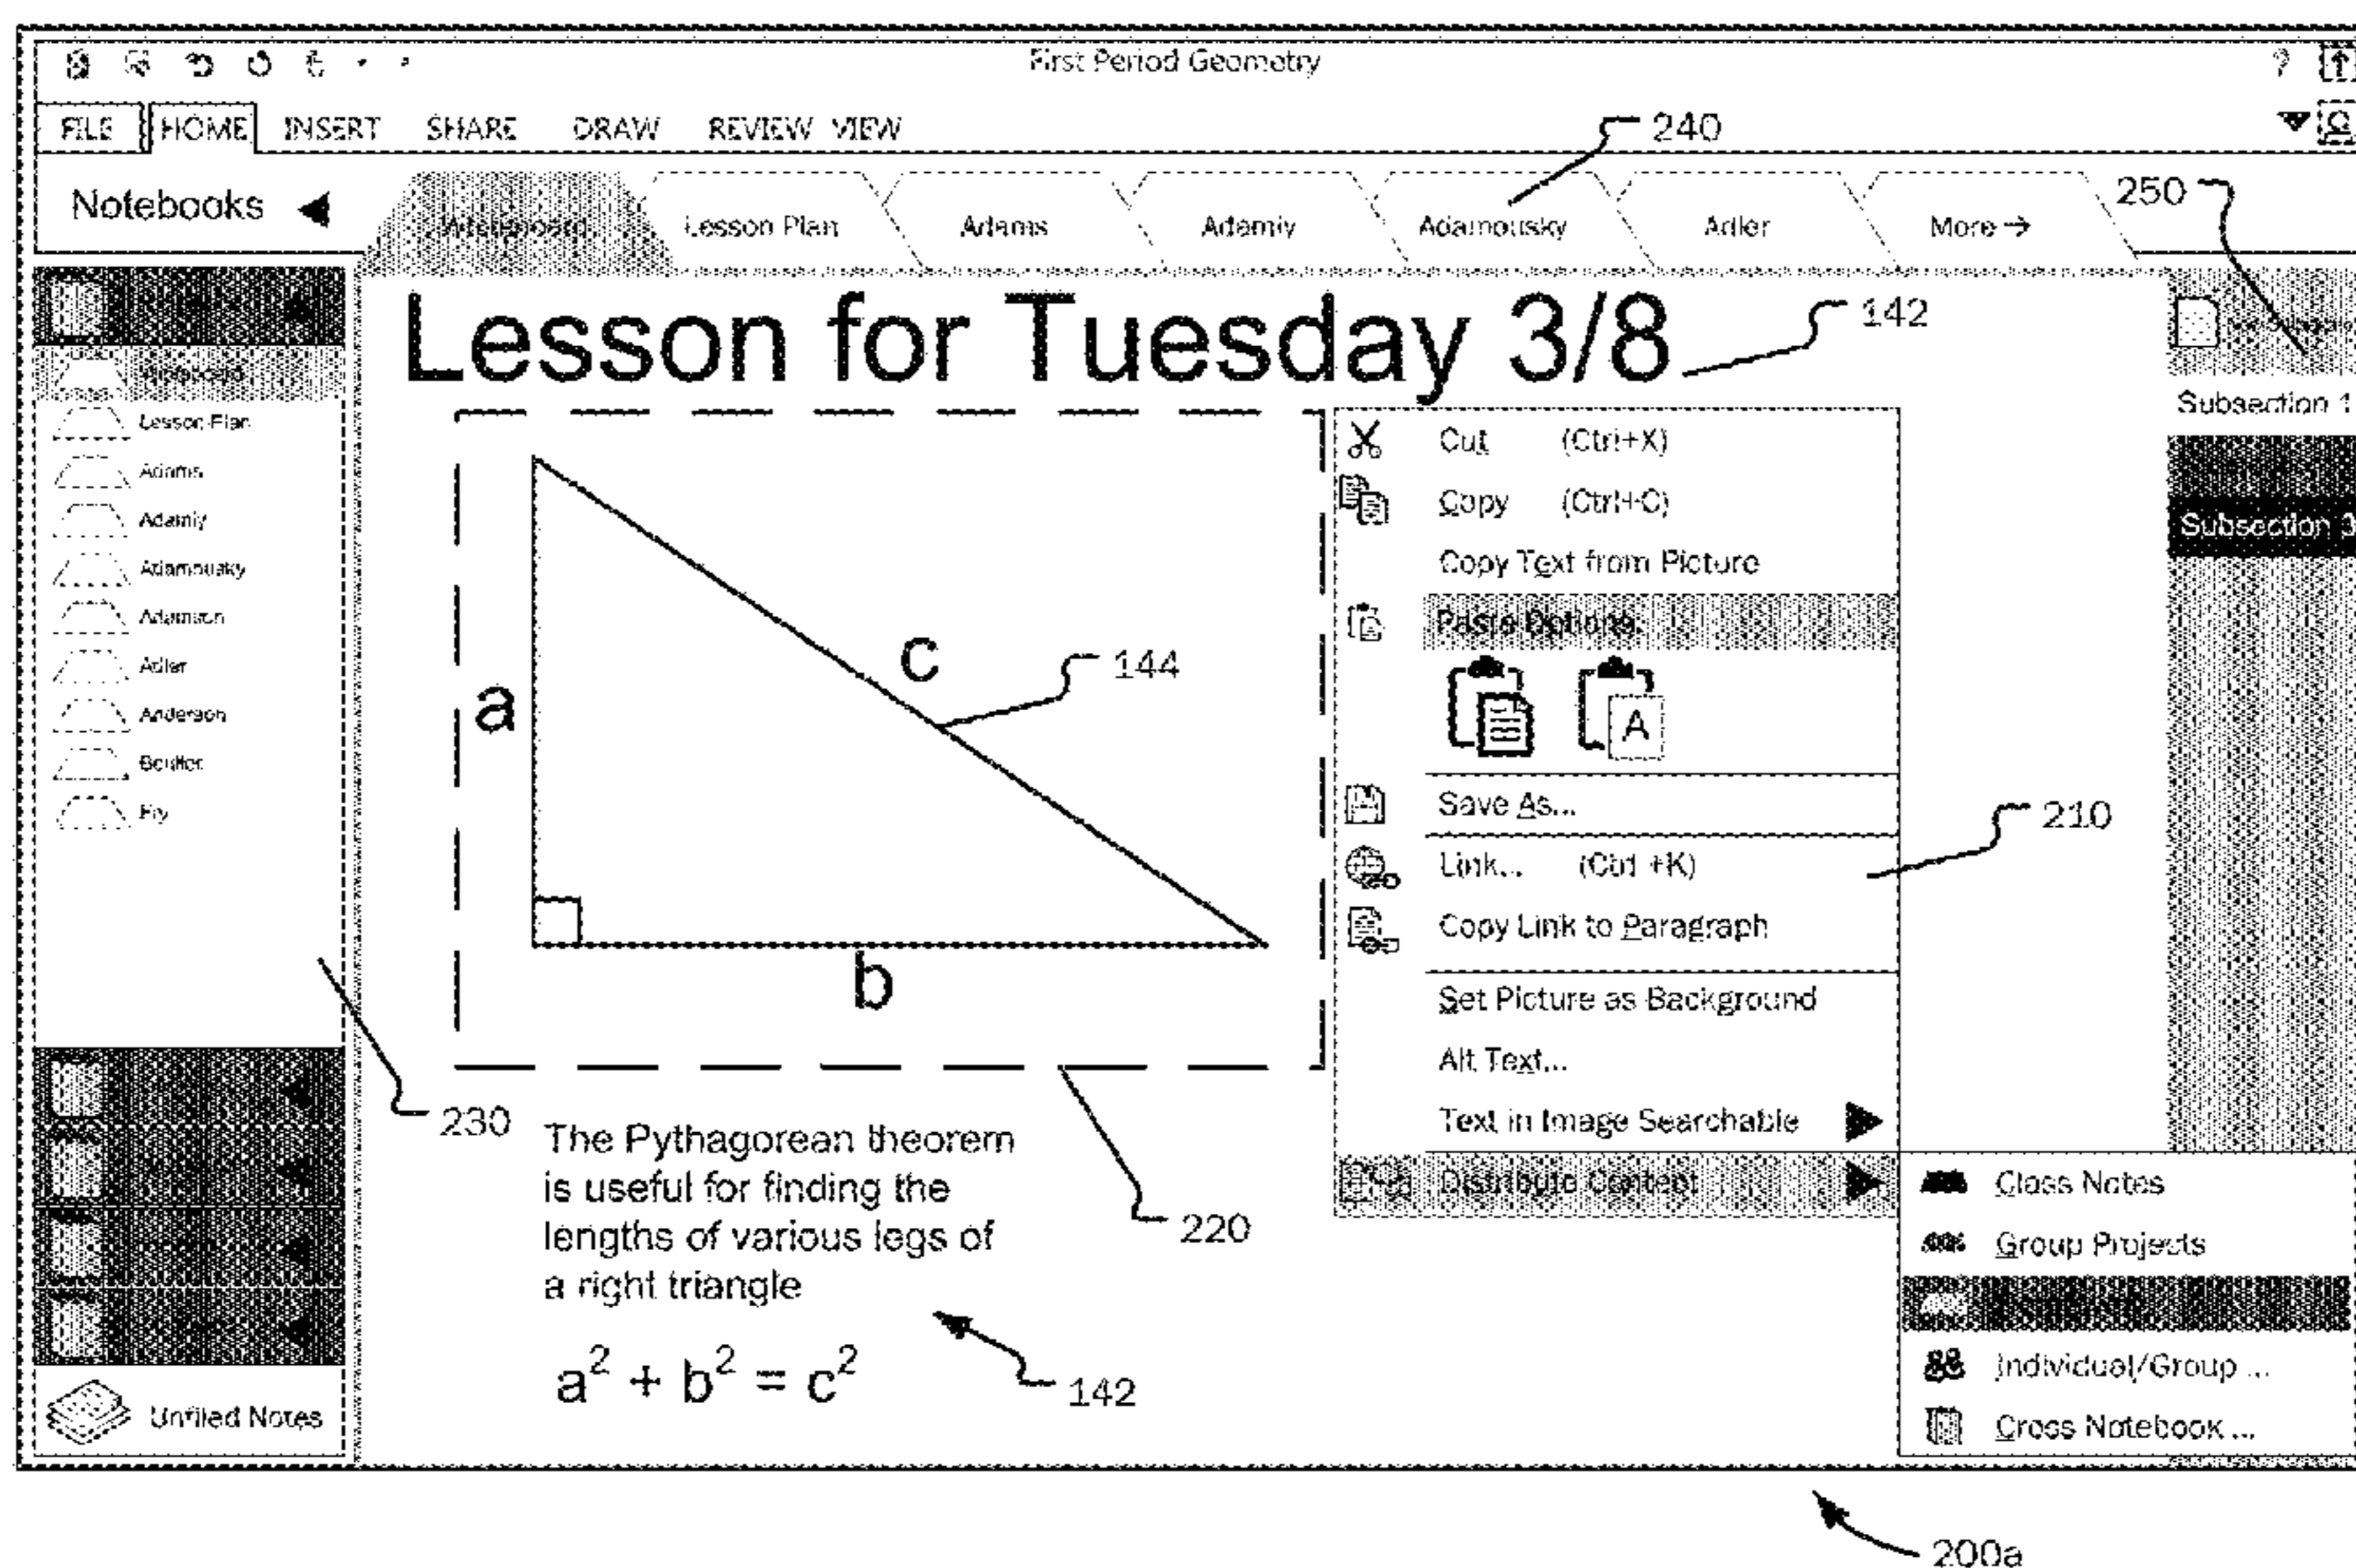 First Period Geometry
?
FILE HOME INSERT SHARE DRAW REVIEW VIEW
240
Notebooks
Whiteboard Lesson Plan Adams Adamiy Adamousky Adler More →
250
Lesson for Tuesday 3/8
142
Whiteboard
Lesson Plan
Adams
Adamiy
Adamousky
Adamson
Adler
Anderson
Fry
Unfiled Notes
230
a
c
b
144
220
The Pythagorean theorem
is useful for finding the
lengths of various legs of
a right triangle
a² + b² = c²
142
Cut (Ctrl+X)
Copy (Ctrl+C)
Copy Text from Picture
Paste Options:
A
Save As...
Link... (Ctrl +K)
Copy Link to Paragraph
Set Picture as Background
Alt Text...
Text in Image Searchable
Distribute Content
210
Class Notes
Group Projects
Individual/Group ...
Cross Notebook ...
Subsection 1
Subsection 3
200a